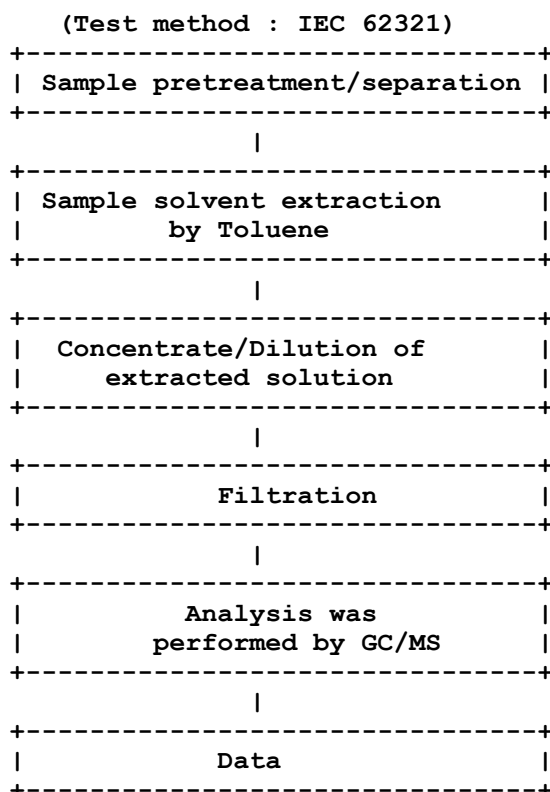 (Test method : IEC 62321)
Sample pretreatment/separation
Sample solvent extraction
by Toluene
Concentrate/Dilution of
extracted solution
Filtration
Analysis was
performed by GC/MS
Data